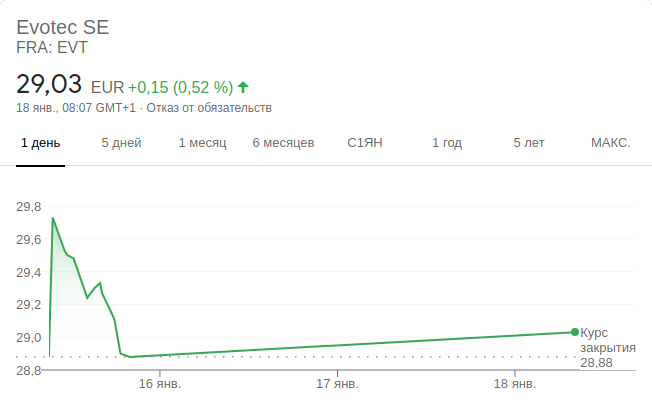 Evotec SE
FRA: EVT
29,03 EUR +0,15 (0,52 %)
18 янв., 08:07 GMT+1 · Отказ от обязательств
1 день 5 дней 1 месяц 6 месяцев С1ЯН 1 год 5 лет МАКС.
29,8
29,6
29,4
29,2
29,0
28,8
Курс
закрытия
28,88
16 янв. 17 янв. 18 янв.